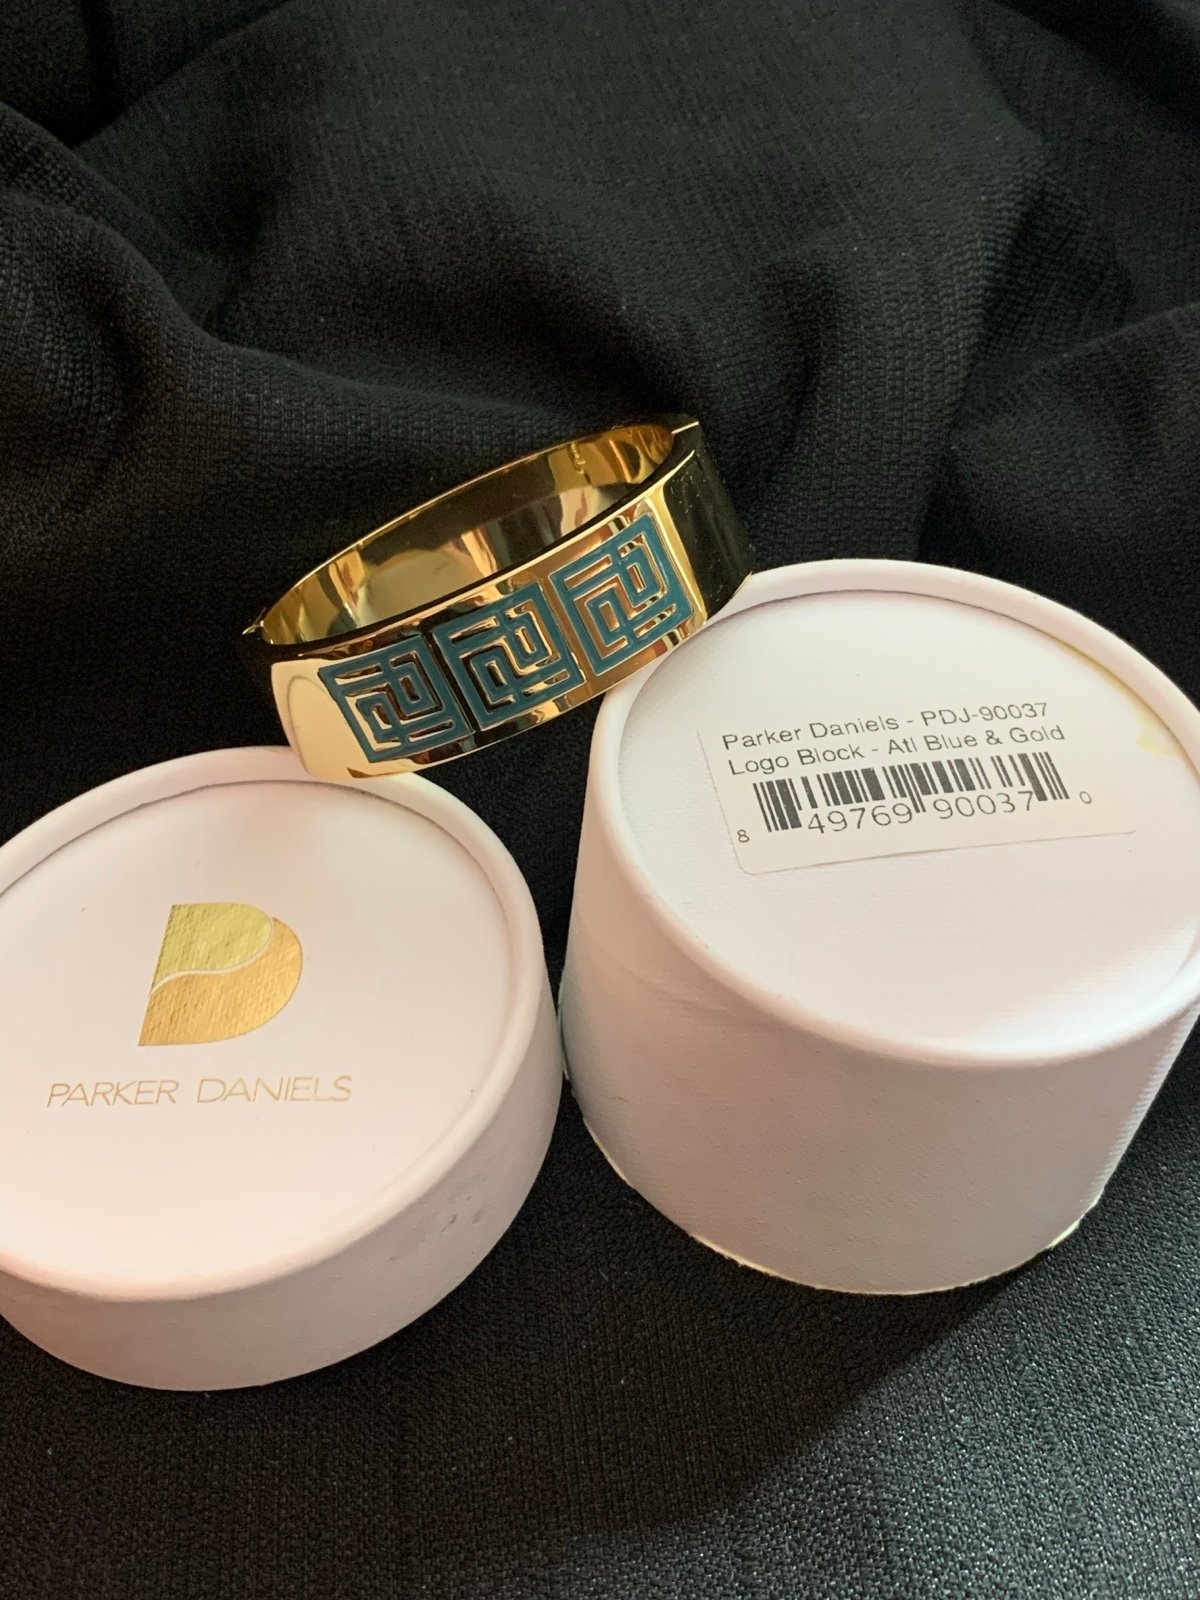 Parker Daniels - PDJ-90037
Logo Block - Atl Blue & Gold
8 49769 90037 0
PARKER DANIELS